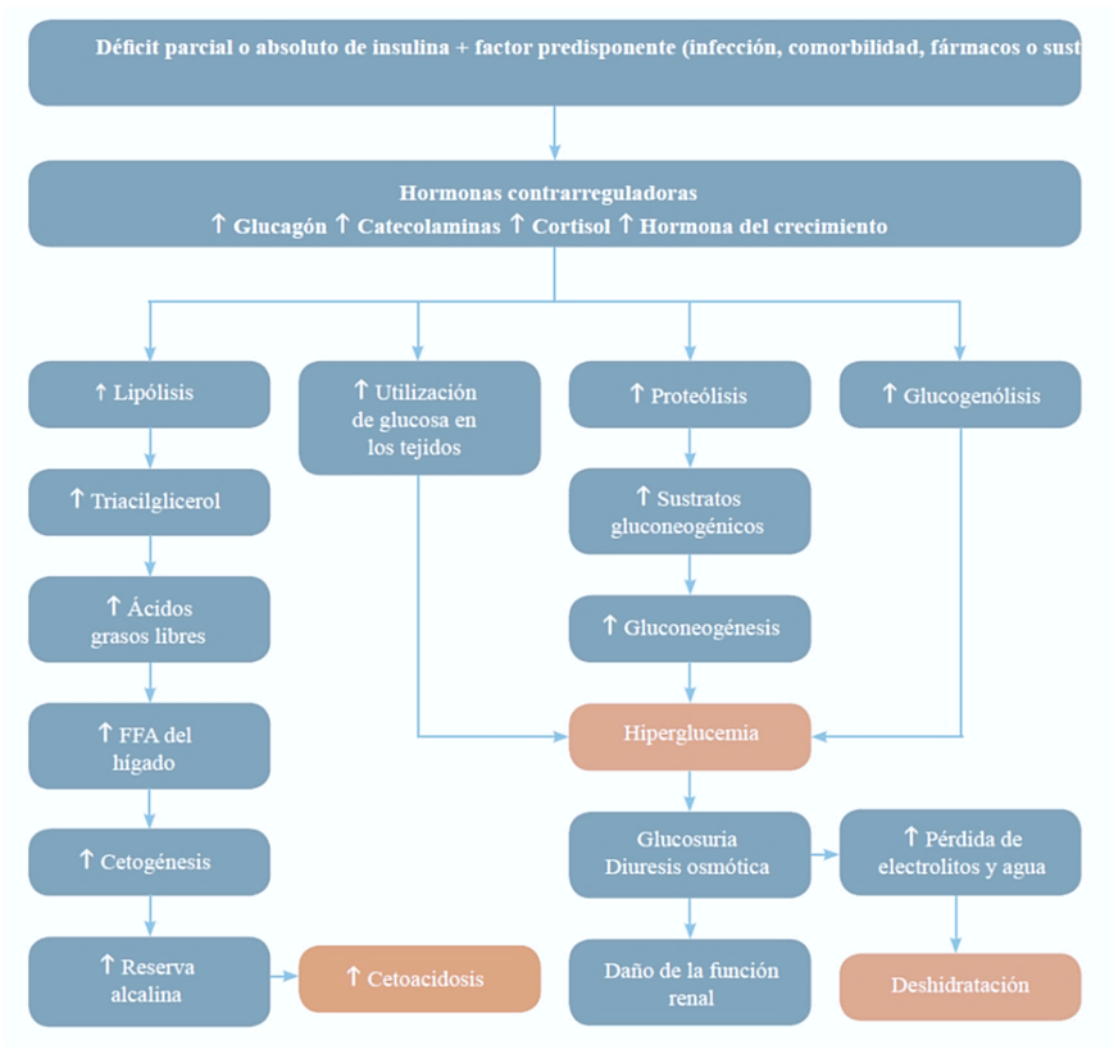 Déficit parcial o absoluto de insulina + factor predisponente (infección, comorbilidad, fármacos o sust
Hormonas contrarreguladoras
↑ Glucagón ↑ Catecolaminas ↑ Cortisol ↑ Hormona del crecimiento
↑ Lipólisis
↑ Triacilglicerol
↑ Ácidos
grasos libres
↑ FFA del
hígado
↑ Cetogénesis
↑ Reserva
alcalina
↑ Cetoacidosis
↑ Utilización
de glucosa en
los tejidos
↑ Proteólisis
↑ Sustratos
gluconeogénicos
↑ Gluconeogénesis
↑ Glucogenólisis
Hiperglucemia
Glucosuria
Diuresis osmótica
↑ Pérdida de
electrolitos y agua
Daño de la función
renal
Deshidratación